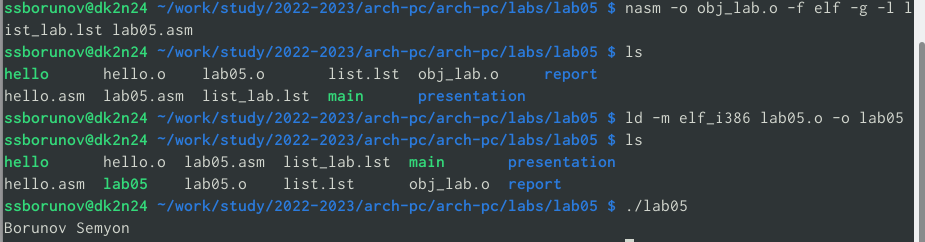 ssborunov@dk2n24 ~/work/study/2022-2023/arch-pc/arch-pc/labs/lab05 $ nasm -o obj_lab.o -f elf -g -l l
ist_lab.lst lab05.asm
ssborunov@dk2n24 ~/work/study/2022-2023/arch-pc/arch-pc/labs/lab05 $ ls
hello hello.o lab05.o list.lst obj_lab.o report
hello.asm lab05.asm list_lab.lst main presentation
ssborunov@dk2n24 ~/work/study/2022-2023/arch-pc/arch-pc/labs/lab05 $ ld -m elf_i386 lab05.o -o lab05
ssborunov@dk2n24 ~/work/study/2022-2023/arch-pc/arch-pc/labs/lab05 $ ls
hello hello.o lab05.asm list_lab.lst main presentation
hello.asm lab05 lab05.o list.lst obj_lab.o report
ssborunov@dk2n24 ~/work/study/2022-2023/arch-pc/arch-pc/labs/lab05 $ ./lab05
Borunov Semyon